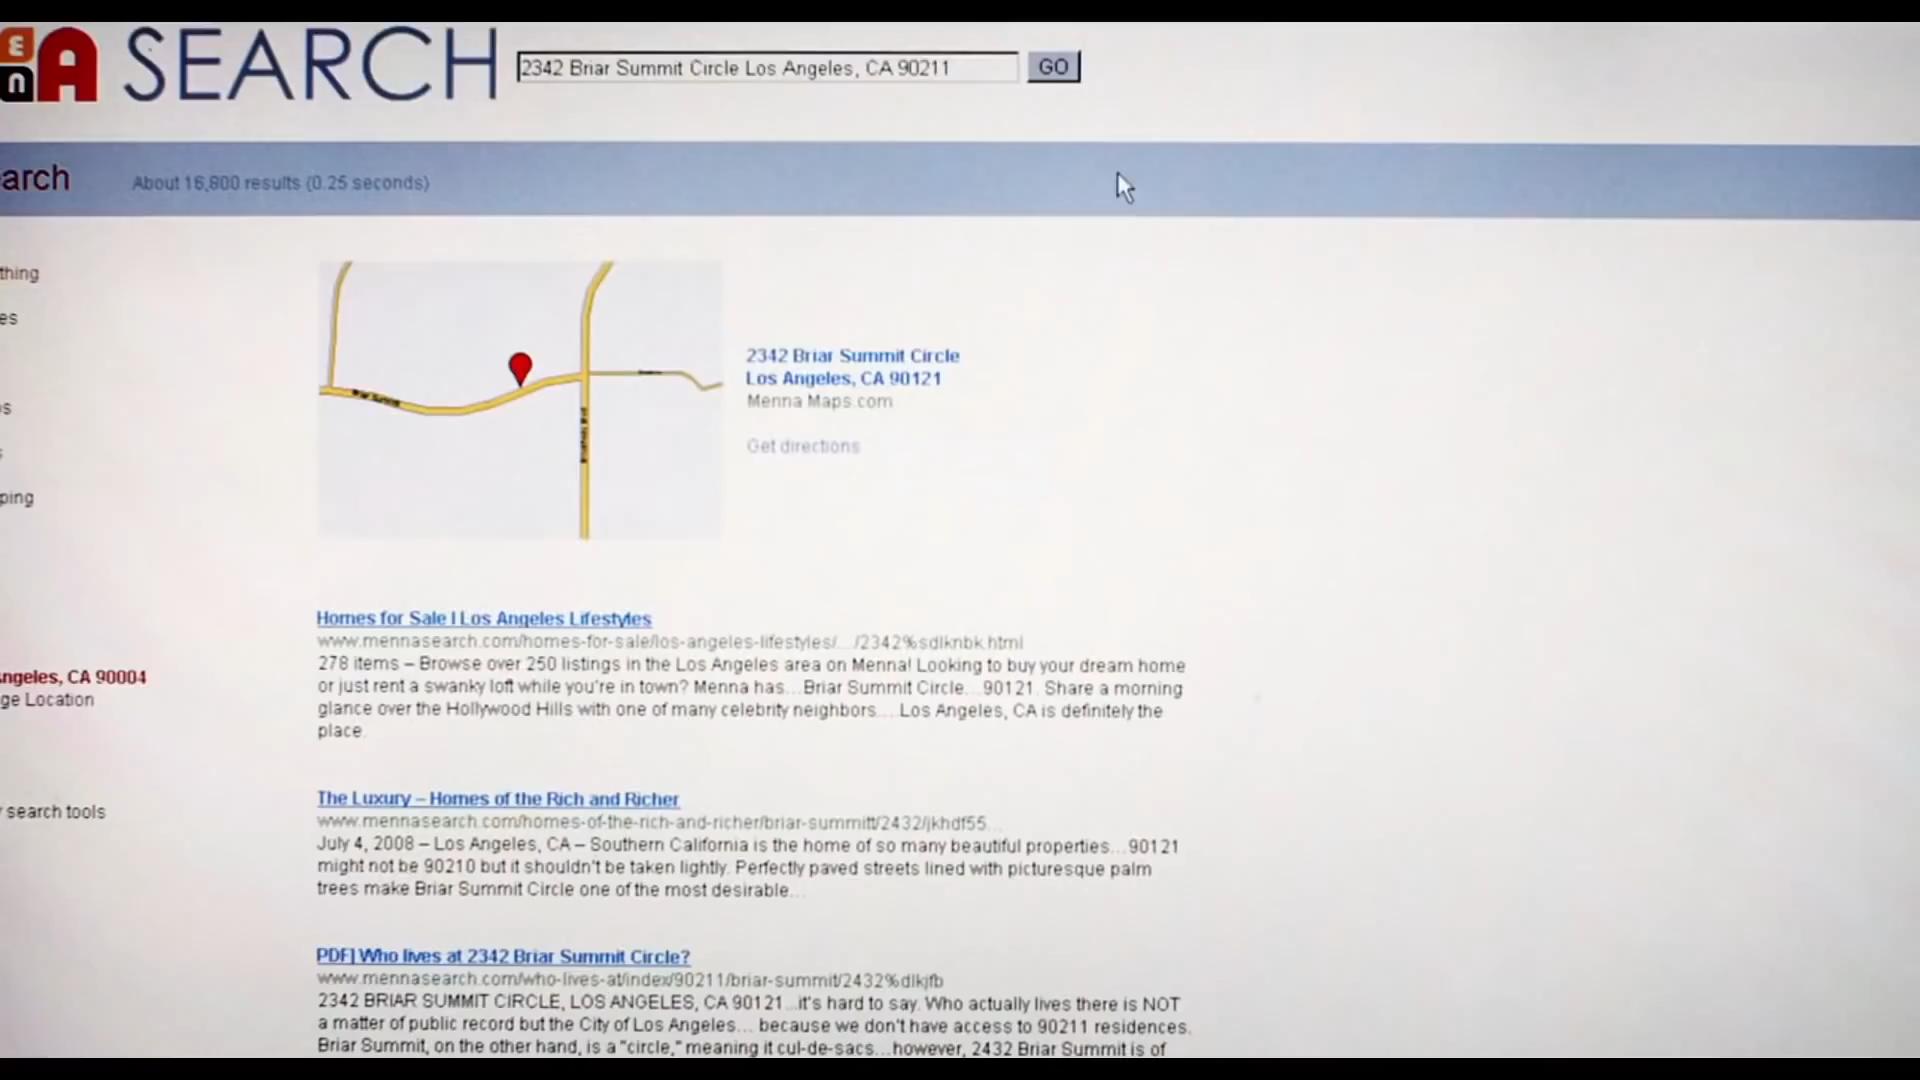 εnA SEARCH 2342 Briar Summit Circle Los Angeles, CA 90211 GO
arch About 16,800 results (0.25 seconds)
thing
es
s
s
ping
ngeles, CA 90004
ge Location
search tools
Briar Summit
2342 Briar Summit Circle
Los Angeles, CA 90121
Menna Maps.com
Get directions
Homes for Sale | Los Angeles Lifestyles
www.mennasearch.com/homes-for-sale/los-angeles-lifestyles/.../2342%sdlknbk.html
278 items – Browse over 250 listings in the Los Angeles area on Menna! Looking to buy your dream home
or just rent a swanky loft while you're in town? Menna has...Briar Summit Circle...90121. Share a morning
glance over the Hollywood Hills with one of many celebrity neighbors.... Los Angeles, CA is definitely the
place.
The Luxury – Homes of the Rich and Richer
www.mennasearch.com/homes-of-the-rich-and-richer/briar-summitt/2432/jkhdf55...
July 4, 2008 – Los Angeles, CA – Southern California is the home of so many beautiful properties...90121
might not be 90210 but it shouldn't be taken lightly. Perfectly paved streets lined with picturesque palm
trees make Briar Summit Circle one of the most desirable...
PDF] Who lives at 2342 Briar Summit Circle?
www.mennasearch.com/who-lives-at/index/90211/briar-summit/2432%dlkjfb
2342 BRIAR SUMMIT CIRCLE, LOS ANGELES, CA 90121...it's hard to say. Who actually lives there is NOT
a matter of public record but the City of Los Angeles... because we don't have access to 90211 residences.
Briar Summit, on the other hand, is a "circle," meaning it cul-de-sacs...however, 2432 Briar Summit is of